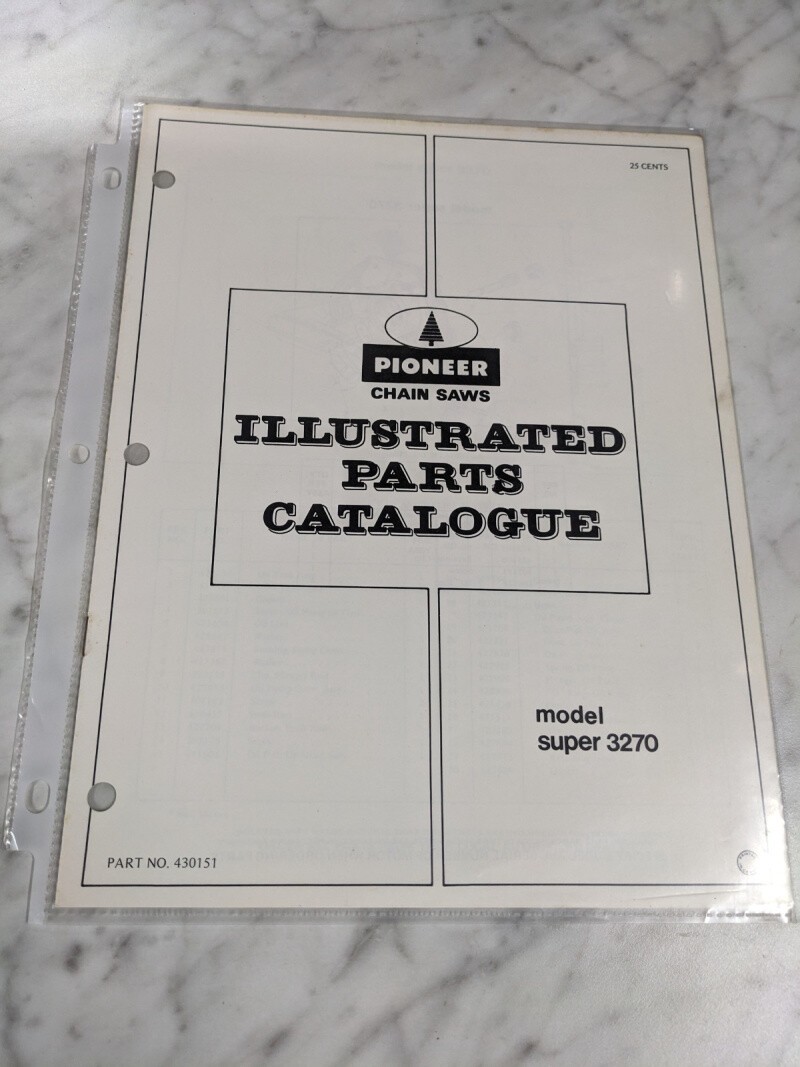 25 CENTS
PIONEER
CHAIN SAWS
ILLUSTRATED
PARTS
CATALOGUE
model
super 3270
PART NO. 430151